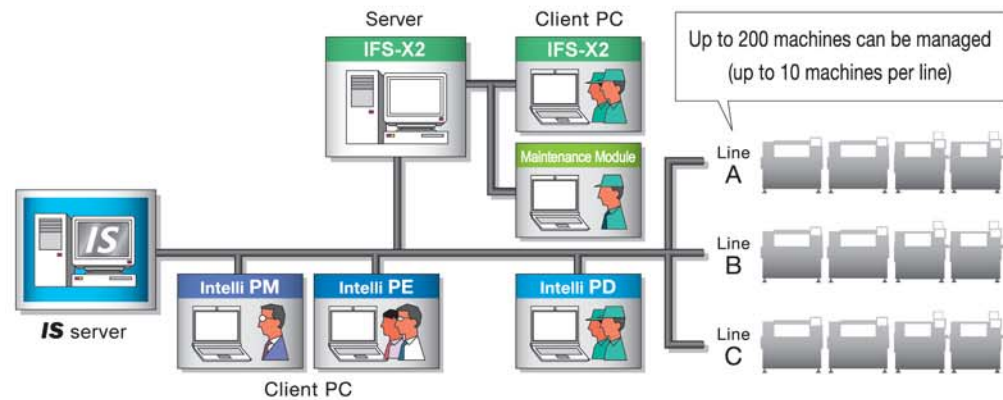 Server
Client PC
IFS-X2
IFS-X2
Up to 200 machines can be managed
(up to 10 machines per line)
Maintenance Module
Line
A
IS
Line
B
Intelli PM
Intelli PE
Intelli PD
IS server
Line
C
Client PC